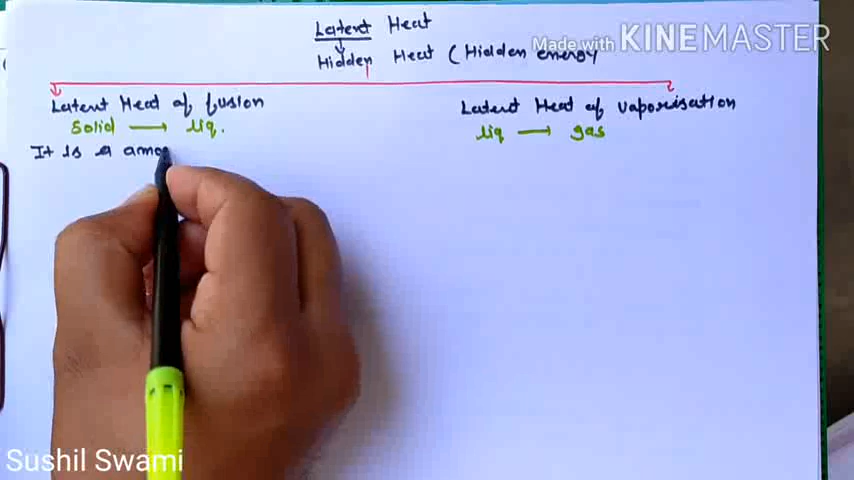 Latent Heat
Hidden Heat (Hidden energy
Made with KINEMASTER
Latent Heat of fusion
Solid → liq.
It is a amo
Latent Heat of vaporisation
liq → gas
Sushil Swami